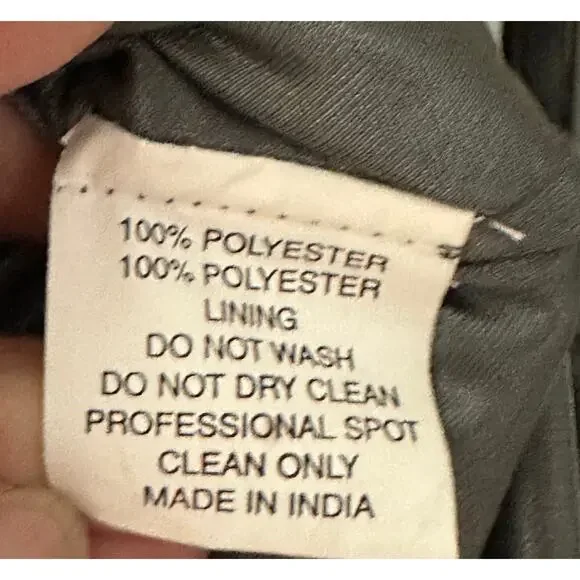 100% POLYESTER
100% POLYESTER
LINING
DO NOT WASH
DO NOT DRY CLEAN
PROFESSIONAL SPOT
CLEAN ONLY
MADE IN INDIA